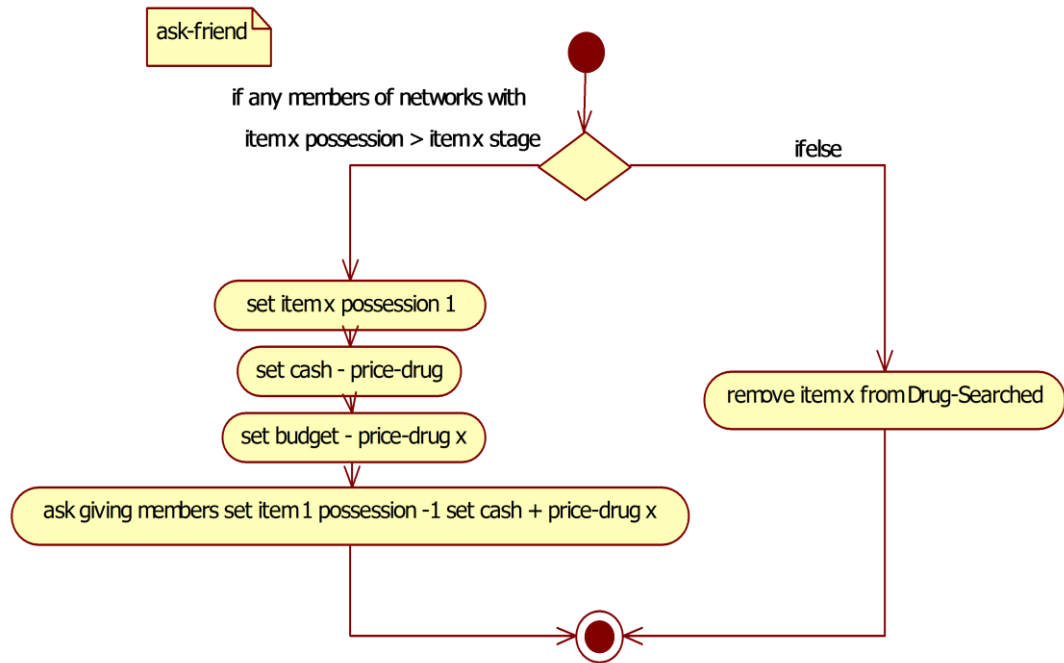 ask-friend
if any members of networks with
item x possession > item x stage
ifelse
set item x possession 1
set cash - price-drug
set budget - price-drug x
ask giving members set item 1 possession -1 set cash + price-drug x
remove item x from Drug-Searched